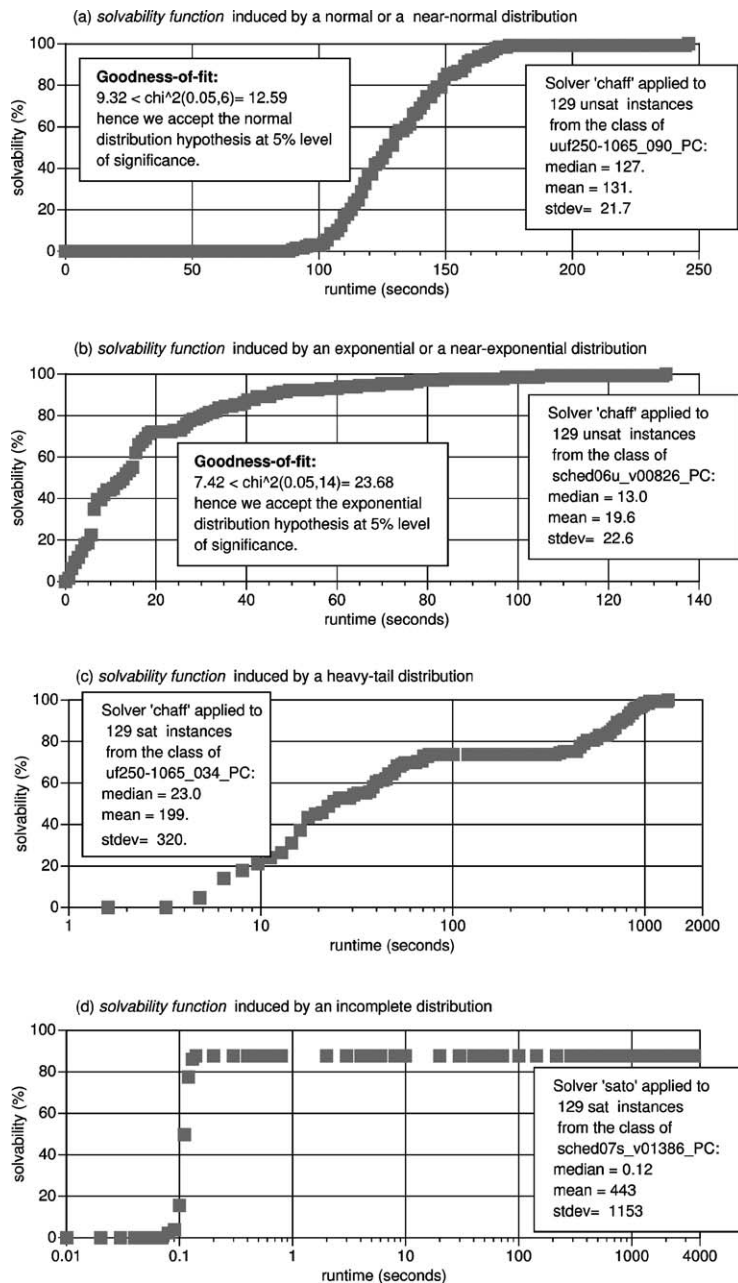 (a) solvability function induced by a normal or a near-normal distribution
100
80
60
40
20
0
solvability (%)
Goodness-of-fit:
9.32 < chi^2(0.05,6)= 12.59
hence we accept the normal
distribution hypothesis at 5% level
of significance.
Solver 'chaff' applied to
129 unsat instances
from the class of
uuf250-1065_090_PC:
median = 127.
mean = 131.
stdev= 21.7
0 50 100 150 200 250
runtime (seconds)
(b) solvability function induced by an exponential or a near-exponential distribution
100
80
60
40
20
0
solvability (%)
Goodness-of-fit:
7.42 < chi^2(0.05,14)= 23.68
hence we accept the exponential
distribution hypothesis at 5% level
of significance.
Solver 'chaff' applied to
129 unsat instances
from the class of
sched06u_v00826_PC:
median = 13.0
mean = 19.6
stdev= 22.6
0 20 40 60 80 100 120 140
runtime (seconds)
(c) solvability function induced by a heavy-tail distribution
100
80
60
40
20
0
solvability (%)
Solver 'chaff' applied to
129 sat instances
from the class of
uf250-1065_034_PC:
median = 23.0
mean = 199.
stdev= 320.
1 10 100 1000 2000
runtime (seconds)
(d) solvability function induced by an incomplete distribution
100
80
60
40
20
0
solvability (%)
Solver 'sato' applied to
129 sat instances
from the class of
sched07s_v01386_PC:
median = 0.12
mean = 443
stdev= 1153
0.01 0.1 1 10 100 1000 4000
runtime (seconds)